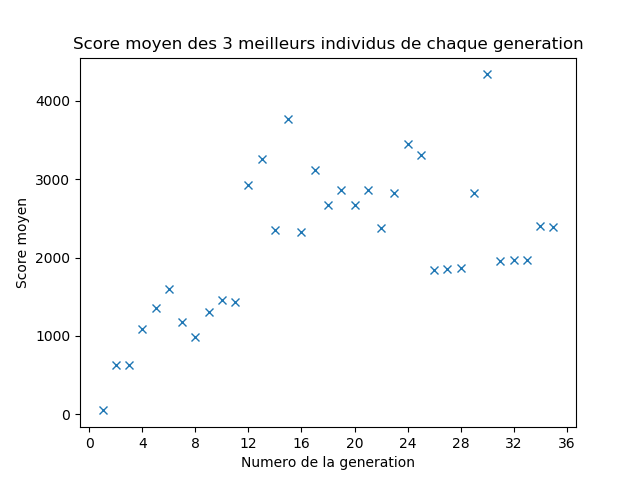 Score moyen des 3 meilleurs individus de chaque generation
4000
3000
2000
1000
0
Score moyen
0 4 8 12 16 20 24 28 32 36
Numero de la generation